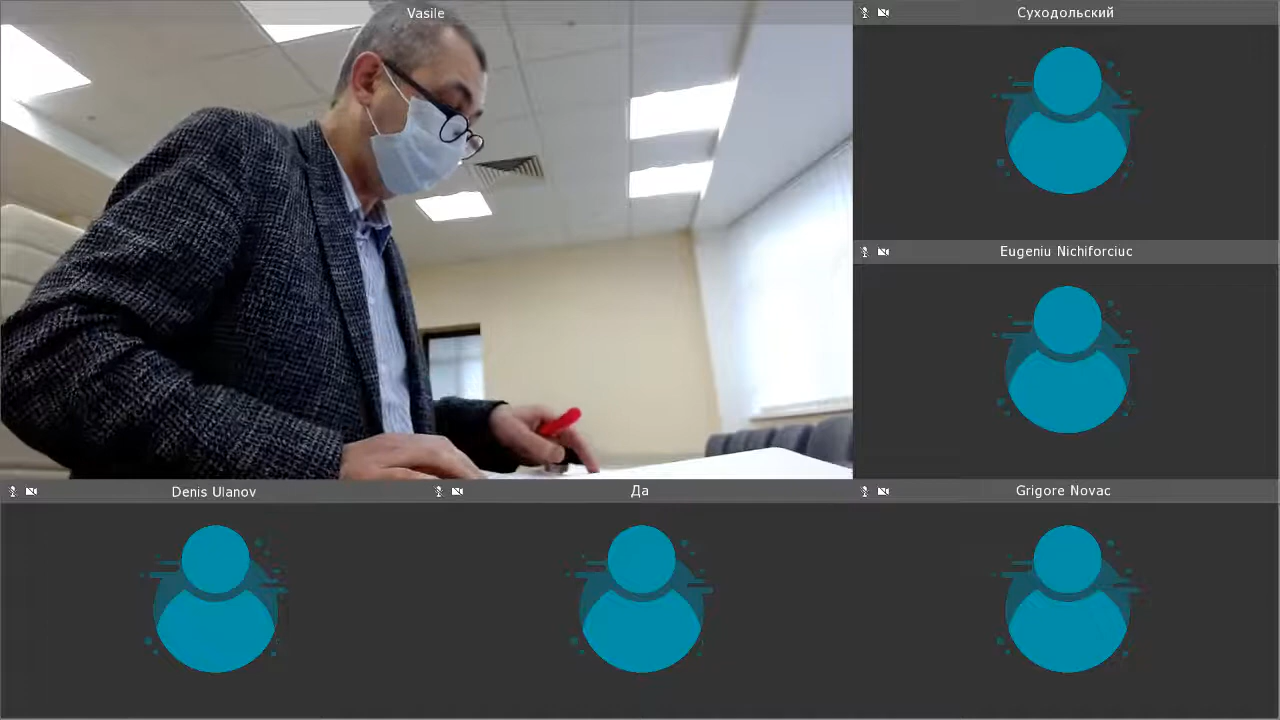 Vasile
Суходольский
Eugeniu Nichiforciuc
Denis Ulanov
Да
Grigore Novac